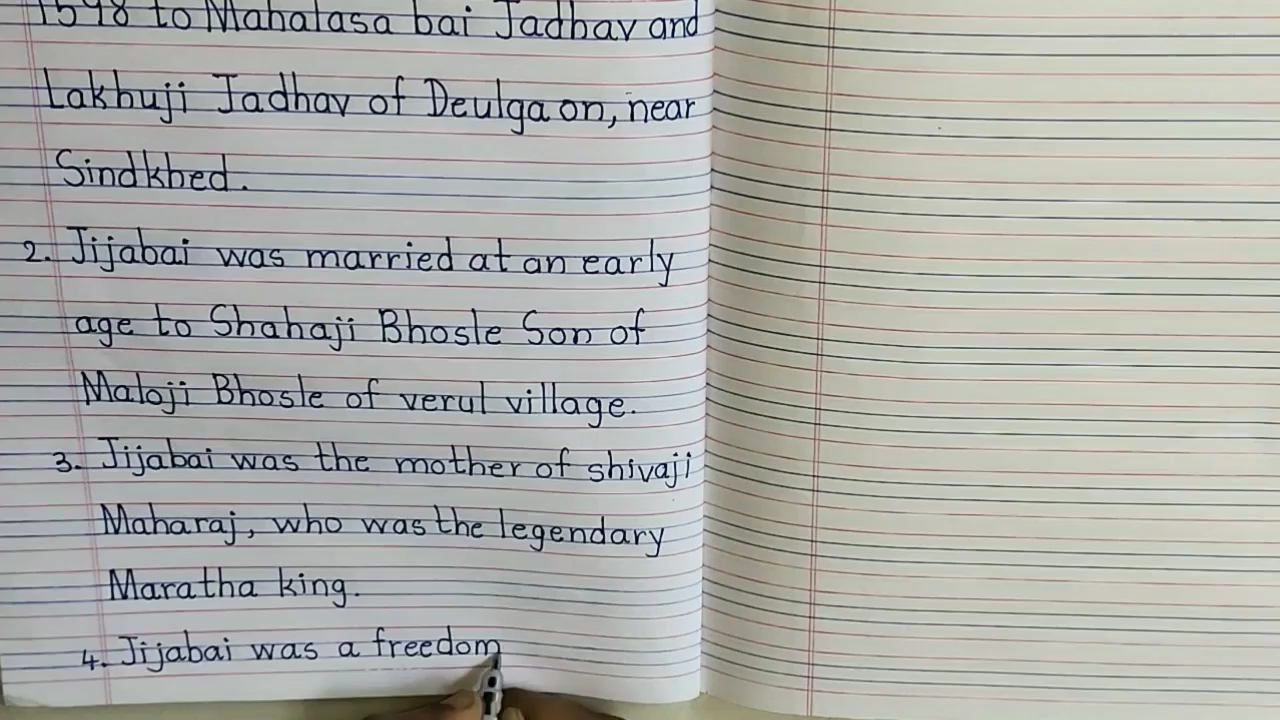 1598 to Mahalasa bai Jadhav and
Lakhuji Jadhav of Deulgaon, near
Sindkhed.
2. Jijabai was married at an early
age to Shahaji Bhosle Son of
Maloji Bhosle of verul village.
3. Jijabai was the mother of shivaji
Maharaj, who was the legendary
Maratha king.
4. Jijabai was a freedom